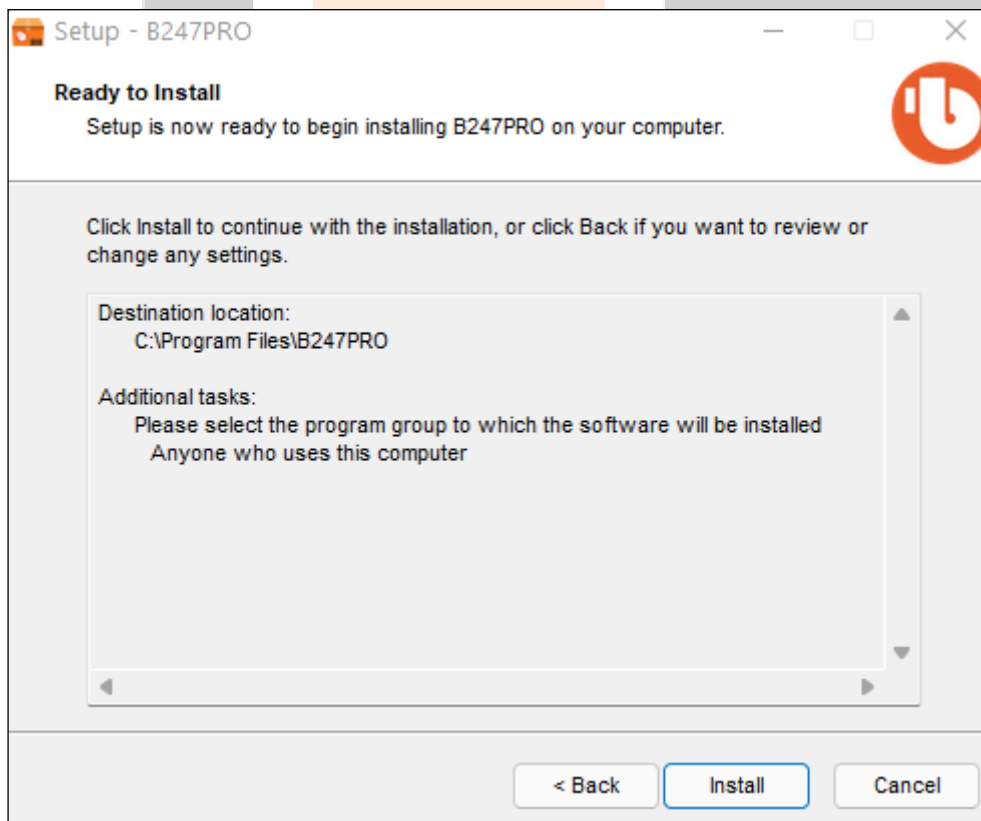 Setup - B247PRO
Ready to Install
Setup is now ready to begin installing B247PRO on your computer.
Click Install to continue with the installation, or click Back if you want to review or
change any settings.
Destination location:
C:\Program Files\B247PRO
Additional tasks:
Please select the program group to which the software will be installed
Anyone who uses this computer
< Back
Install
Cancel